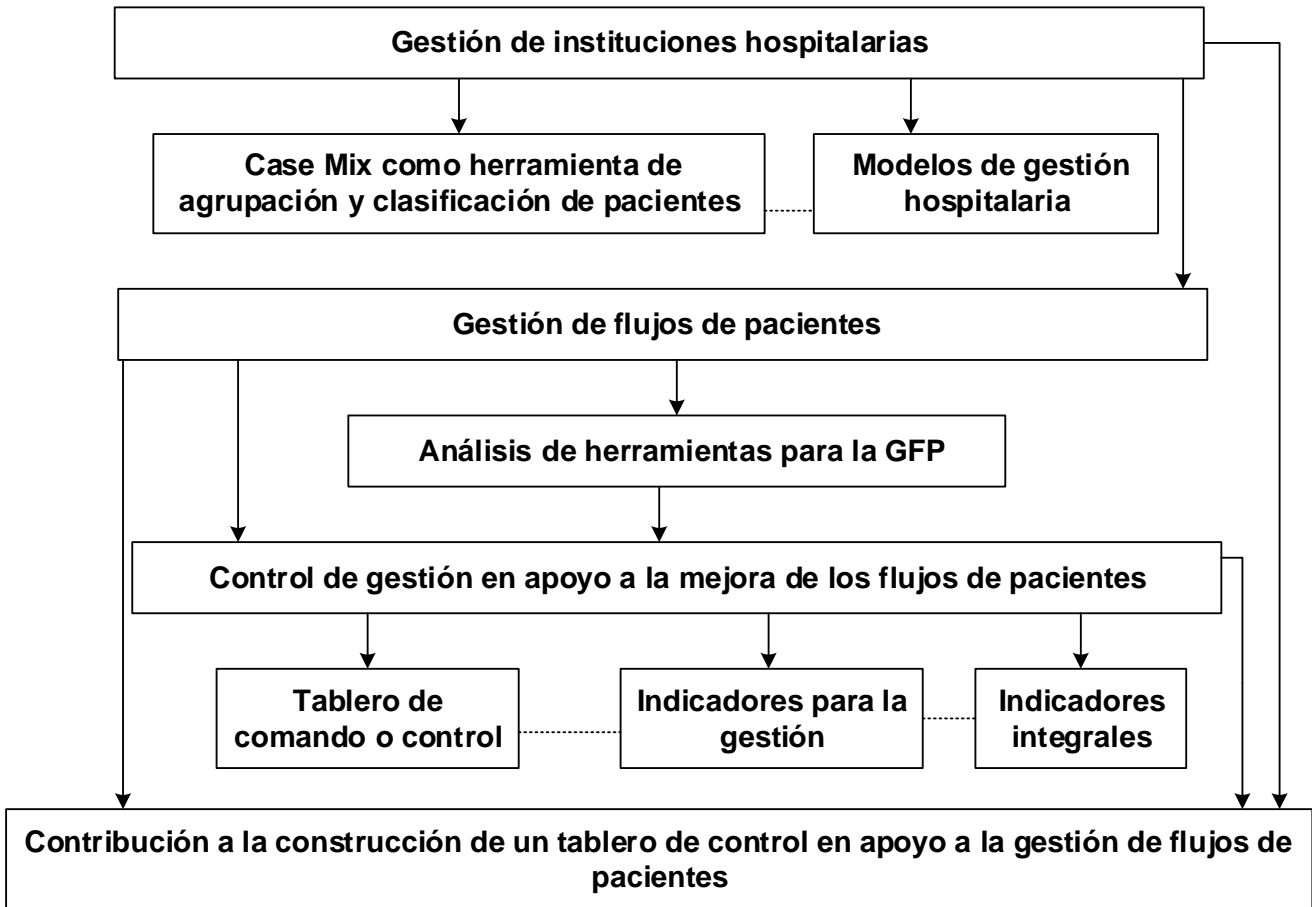 Gestión de instituciones hospitalarias
Case Mix como herramienta de
agrupación y clasificación de pacientes
Modelos de gestión
hospitalaria
Gestión de flujos de pacientes
Análisis de herramientas para la GFP
Control de gestión en apoyo a la mejora de los flujos de pacientes
Tablero de
comando o control
Indicadores para la
gestión
Indicadores
integrales
Contribución a la construcción de un tablero de control en apoyo a la gestión de flujos de
pacientes